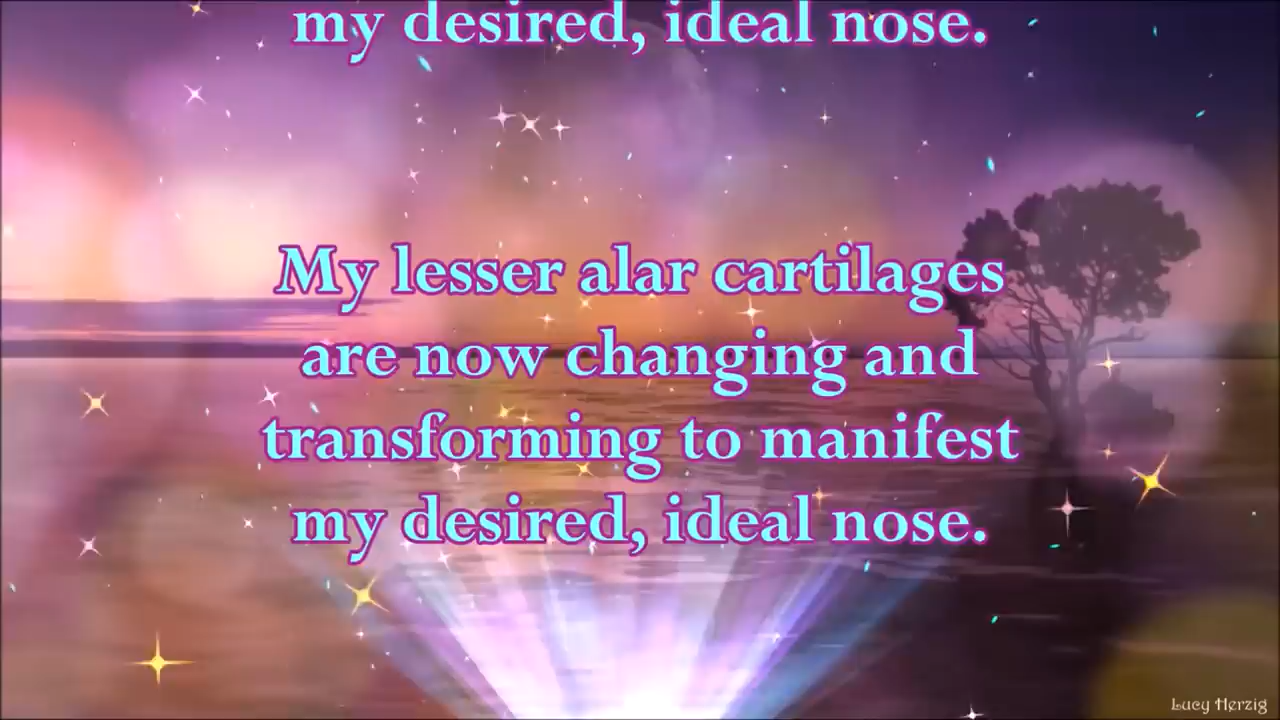 my desired, ideal nose.
My lesser alar cartilages
are now changing and
transforming to manifest
my desired, ideal nose.
Lucy Herzig